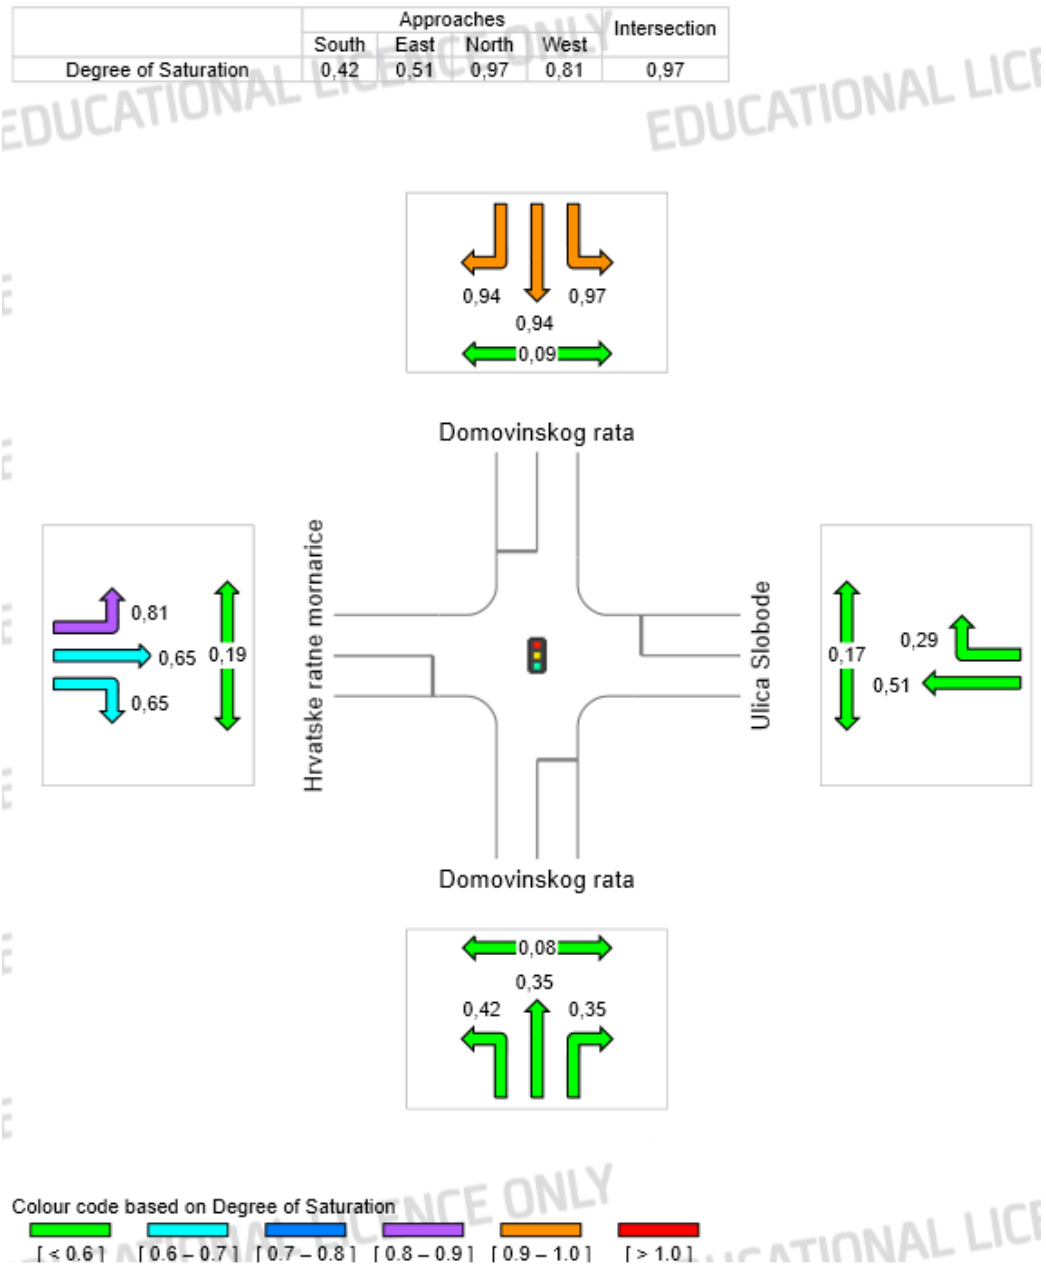 Approaches
Intersection
South East North West
Degree of Saturation 0,42 0,51 0,97 0,81 0,97
EDUCATIONAL LICENCE ONLY
EDUCATIONAL LICE
0,94 0,97
0,94
0,09
Domovinskog rata
Hrvatske ratne mornarice
Ulica Slobode
0,81
0,65
0,65
0,19
0,17
0,29
0,51
Domovinskog rata
0,08
0,35
0,42 0,35
Colour code based on Degree of Saturation
[ < 0.6 ] [ 0.6 – 0.7 ] [ 0.7 – 0.8 ] [ 0.8 – 0.9 ] [ 0.9 – 1.0 ] [ > 1.0 ]